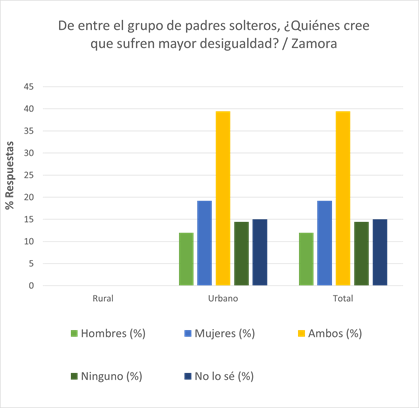 De entre el grupo de padres solteros, ¿Quiénes cree
que sufren mayor desigualdad? / Zamora
% Respuestas
45
40
35
30
25
20
15
10
5
0
Rural Urbano Total
Hombres (%) Mujeres (%) Ambos (%)
Ninguno (%) No lo sé (%)